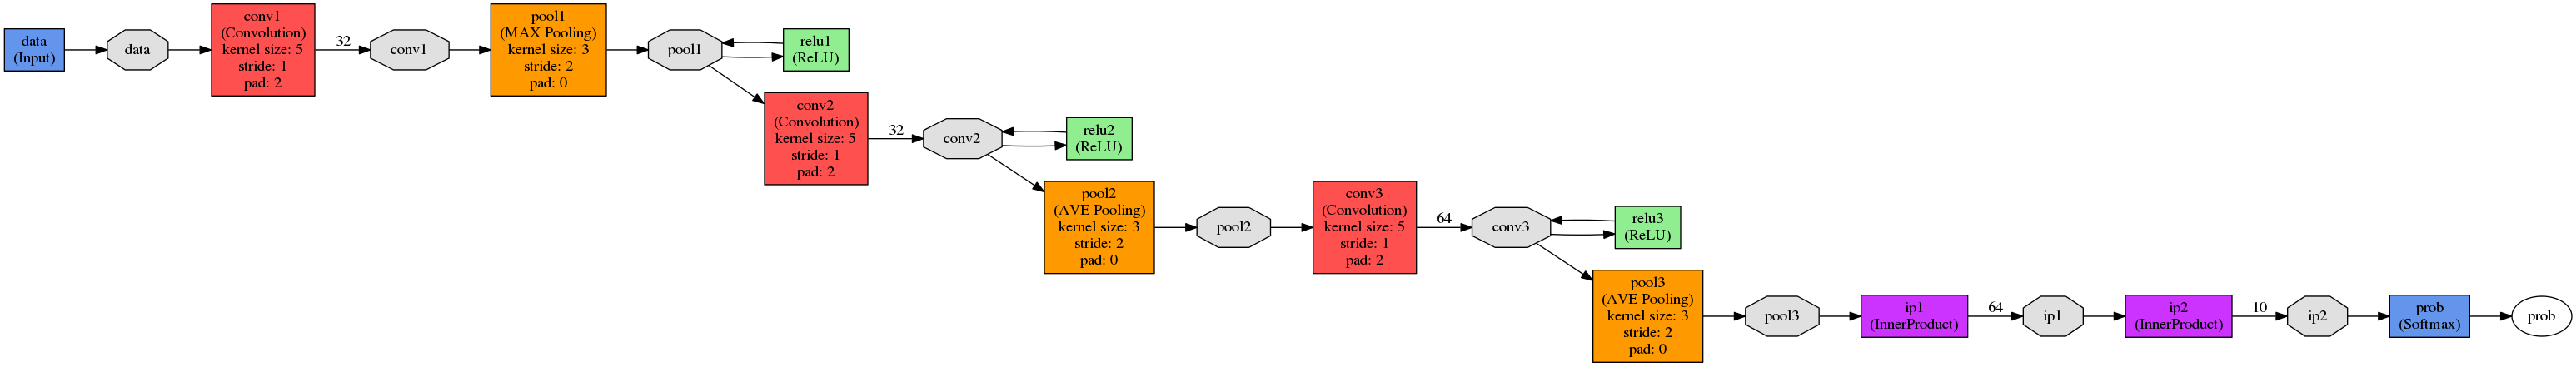 data
(Input)
data
conv1
(Convolution)
kernel size: 5
stride: 1
pad: 2
32
conv1
pool1
(MAX Pooling)
kernel size: 3
stride: 2
pad: 0
pool1
relu1
(ReLU)
conv2
(Convolution)
kernel size: 5
stride: 1
pad: 2
32
conv2
relu2
(ReLU)
pool2
(AVE Pooling)
kernel size: 3
stride: 2
pad: 0
pool2
conv3
(Convolution)
kernel size: 5
stride: 1
pad: 2
64
conv3
relu3
(ReLU)
pool3
(AVE Pooling)
kernel size: 3
stride: 2
pad: 0
pool3
ip1
(InnerProduct)
64
ip1
ip2
(InnerProduct)
10
ip2
prob
(Softmax)
prob